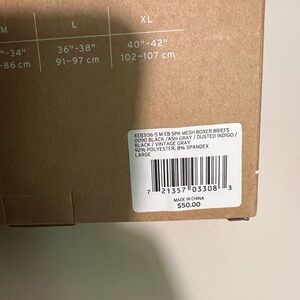 M L XL
"-34" 36"-38" 40"-42"
-86 cm 91-97 cm 102-107 cm
XEB3136-5 M EB 5PK MESH BOXER BRIEFS
D090 BLACK /ASH GRAY / DUSTED INDIGO /
BLACK / VINTAGE GRAY
92% POLYESTER, 8% SPANDEX
LARGE
7 21357 03308 3
MADE IN CHINA
$50.00